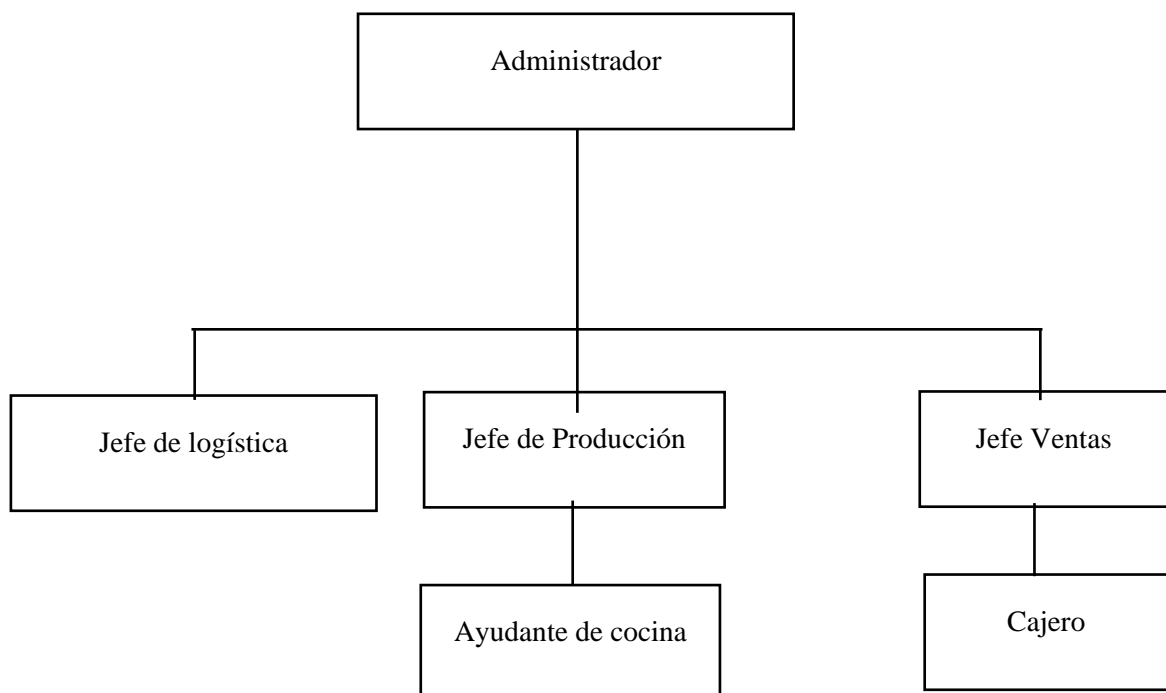 Administrador
Jefe de logística
Jefe de Producción
Jefe Ventas
Ayudante de cocina
Cajero